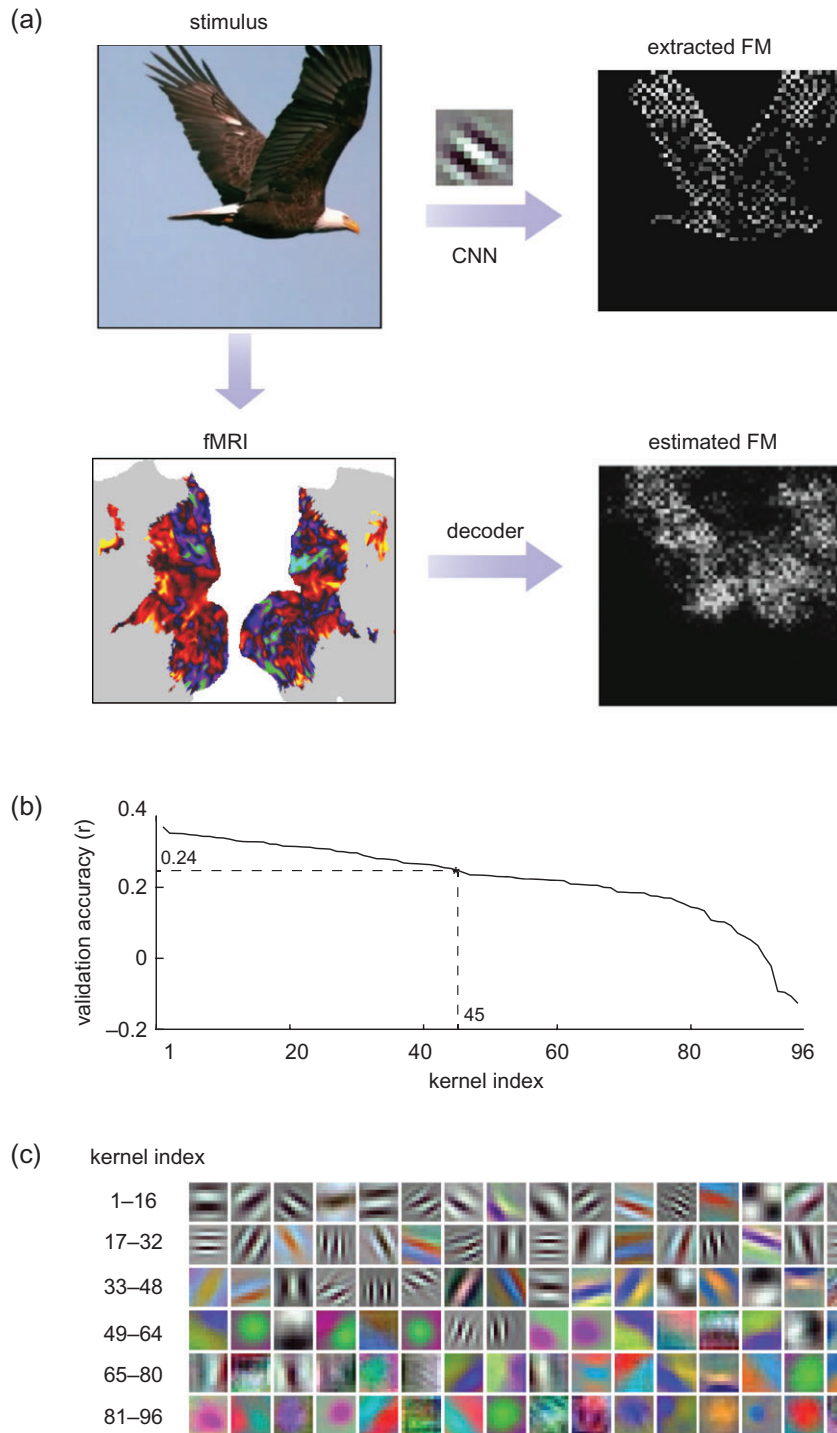 (a)
stimulus
extracted FM
CNN
fMRI
estimated FM
decoder
(b)
validation accuracy (r)
0.4
0.24
0.2
0
–0.2
45
1 20 40 60 80 96
kernel index
(c)
kernel index
1–16
17–32
33–48
49–64
65–80
81–96